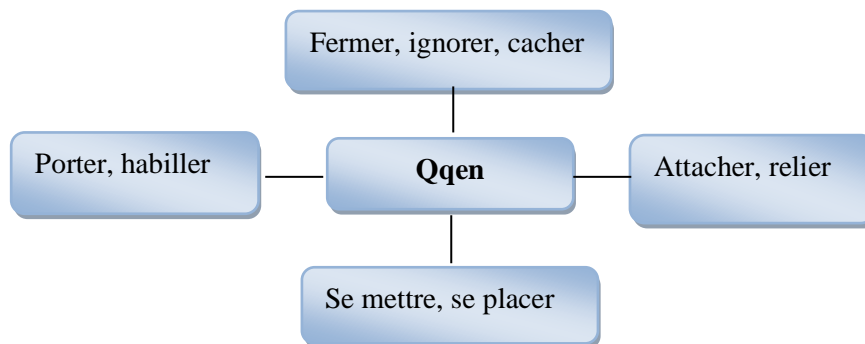 Fermer, ignorer, cacher
Porter, habiller
Qqen
Attacher, relier
Se mettre, se placer